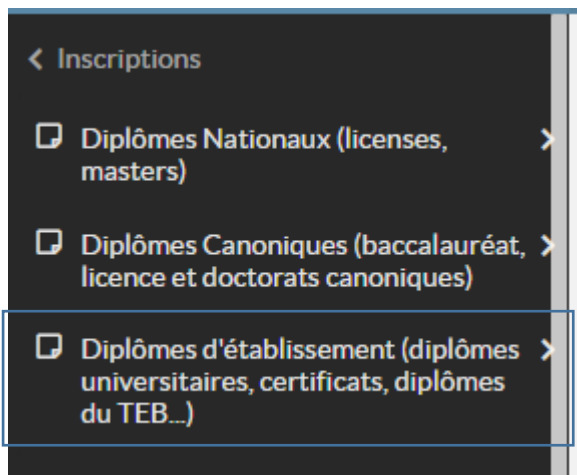 Inscriptions
Diplômes Nationaux (licenses,
masters)
Diplômes Canoniques (baccalauréat,
licence et doctorats canoniques)
Diplômes d'établissement (diplômes
universitaires, certificats, diplômes
du TEB...)